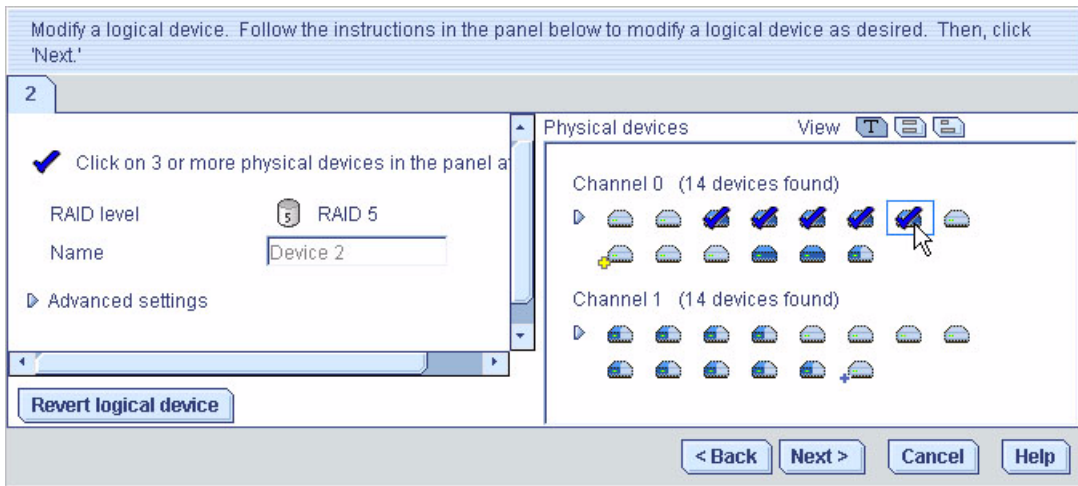 Modify a logical device. Follow the instructions in the panel below to modify a logical device as desired. Then, click
'Next.'
2
Click on 3 or more physical devices in the panel a
RAID level 5 RAID 5
Name Device 2
Advanced settings
Revert logical device
Physical devices View T
Channel 0 (14 devices found)
Channel 1 (14 devices found)
< Back Next > Cancel Help